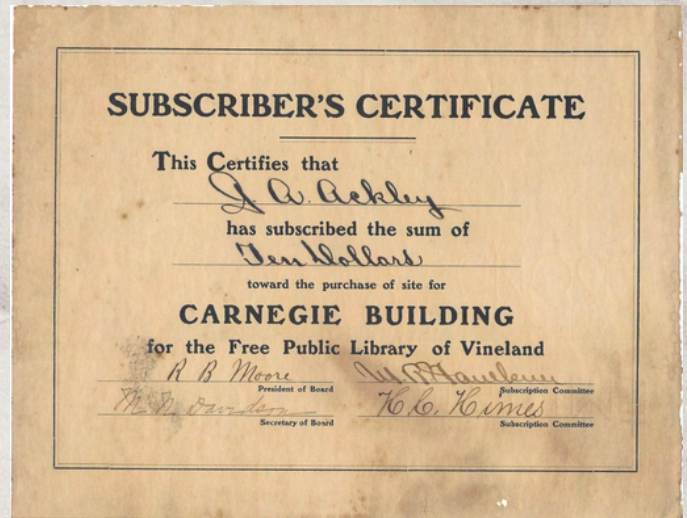 SUBSCRIBER'S CERTIFICATE
This Certifies that
J. A. Ackley
has subscribed the sum of
Ten Dollars
toward the purchase of site for
CARNEGIE BUILDING
for the Free Public Library of Vineland
R B Moore
President of Board
Subscription Committee
M. N. Davidson
Secretary of Board
H. C. Himes
Subscription Committee